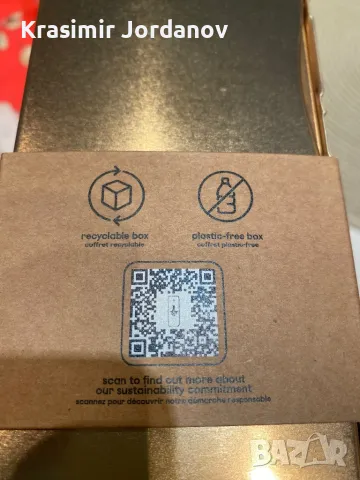 Krasimir Jordanov
recyclable box
coffret recyclable
plastic-free box
coffret plastic-free
scan to find out more about
our sustainability commitment
scannez pour découvrir notre démarche responsable
BAZAR